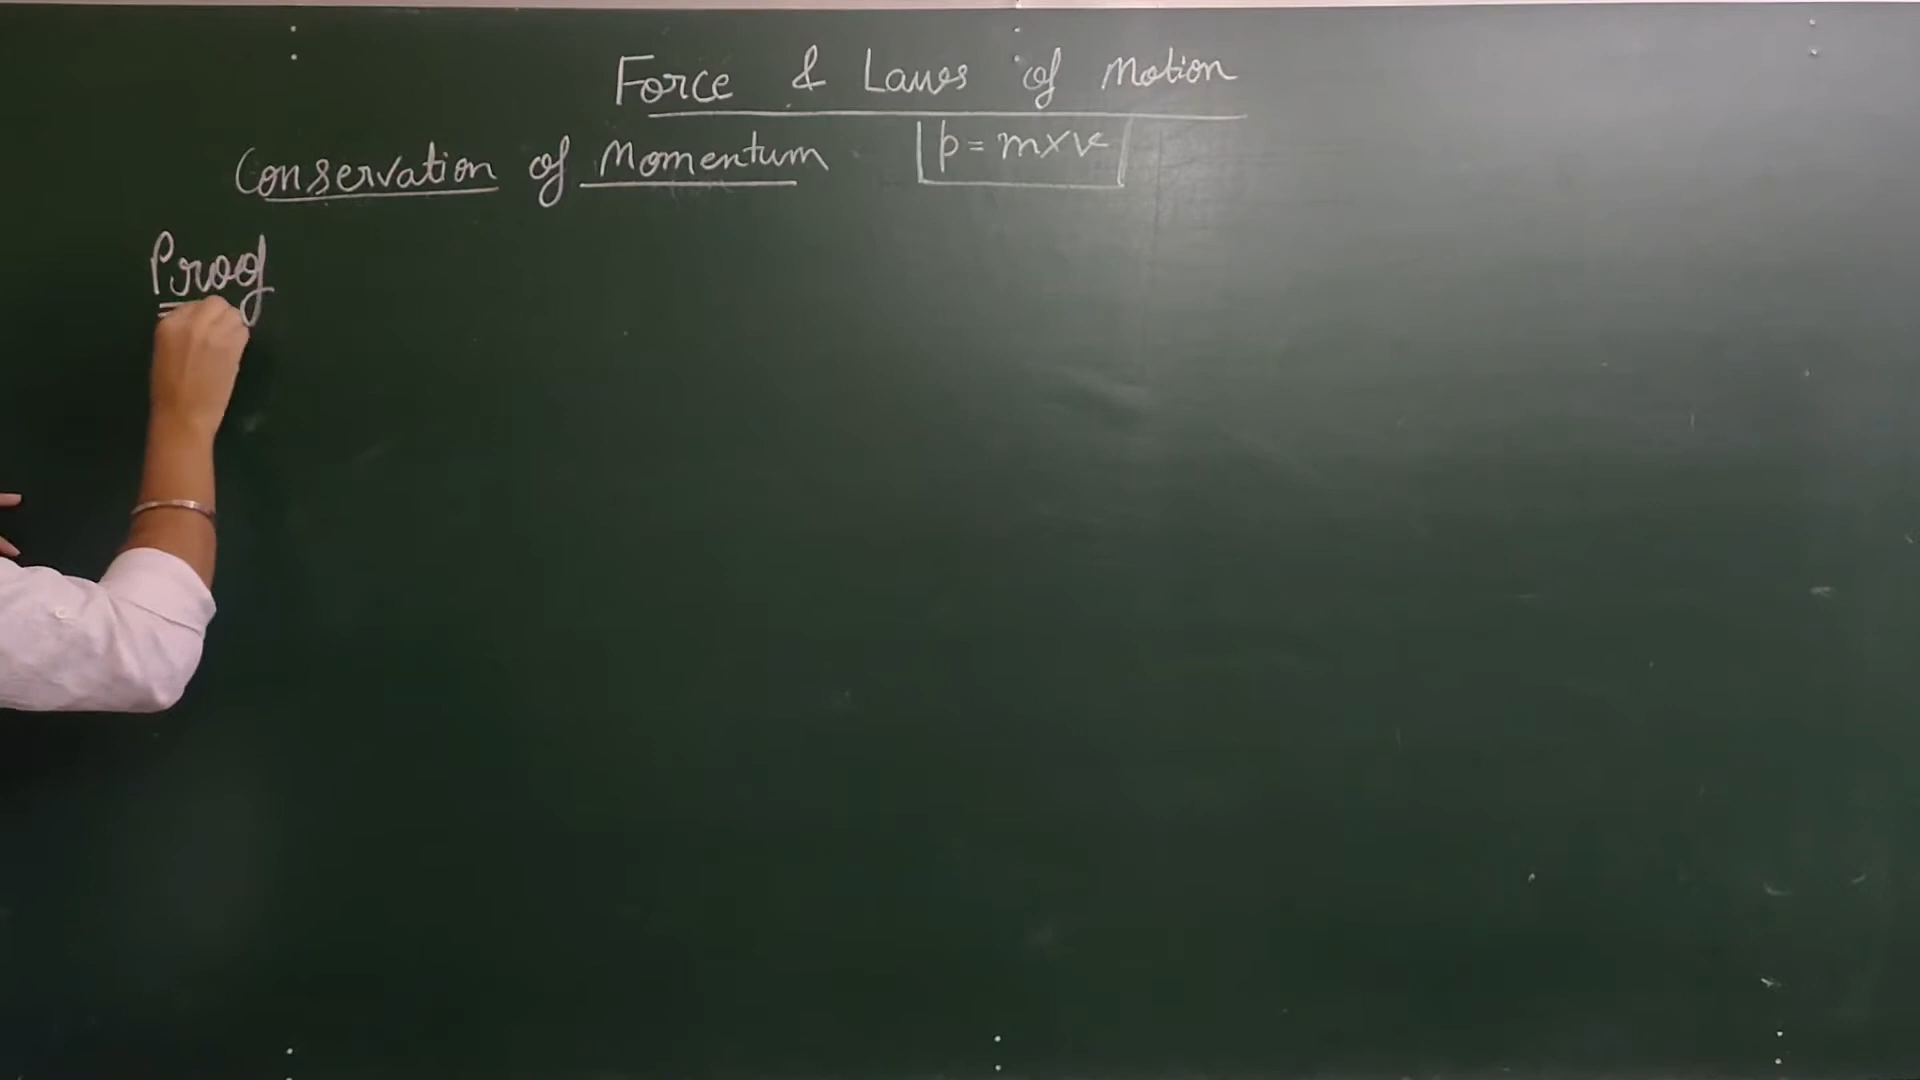 Force & Laws of Motion
Conservation of Momentum p = m×v
Proof